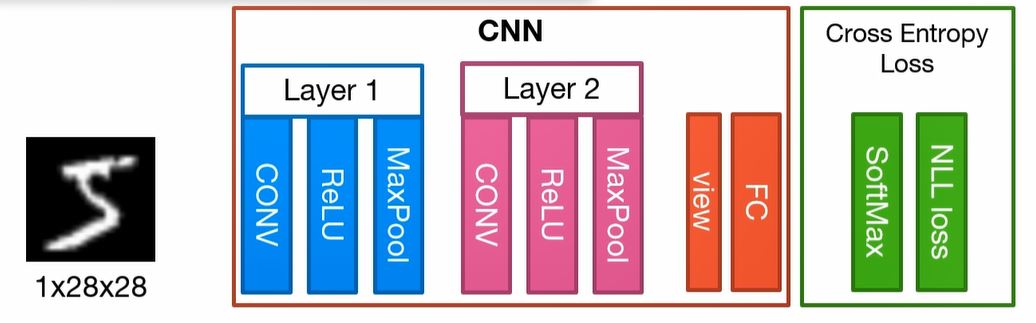 CNN
Cross Entropy
Loss
Layer 1
Layer 2
CONV
ReLU
MaxPool
CONV
ReLU
MaxPool
view
FC
SoftMax
NLL loss
1x28x28